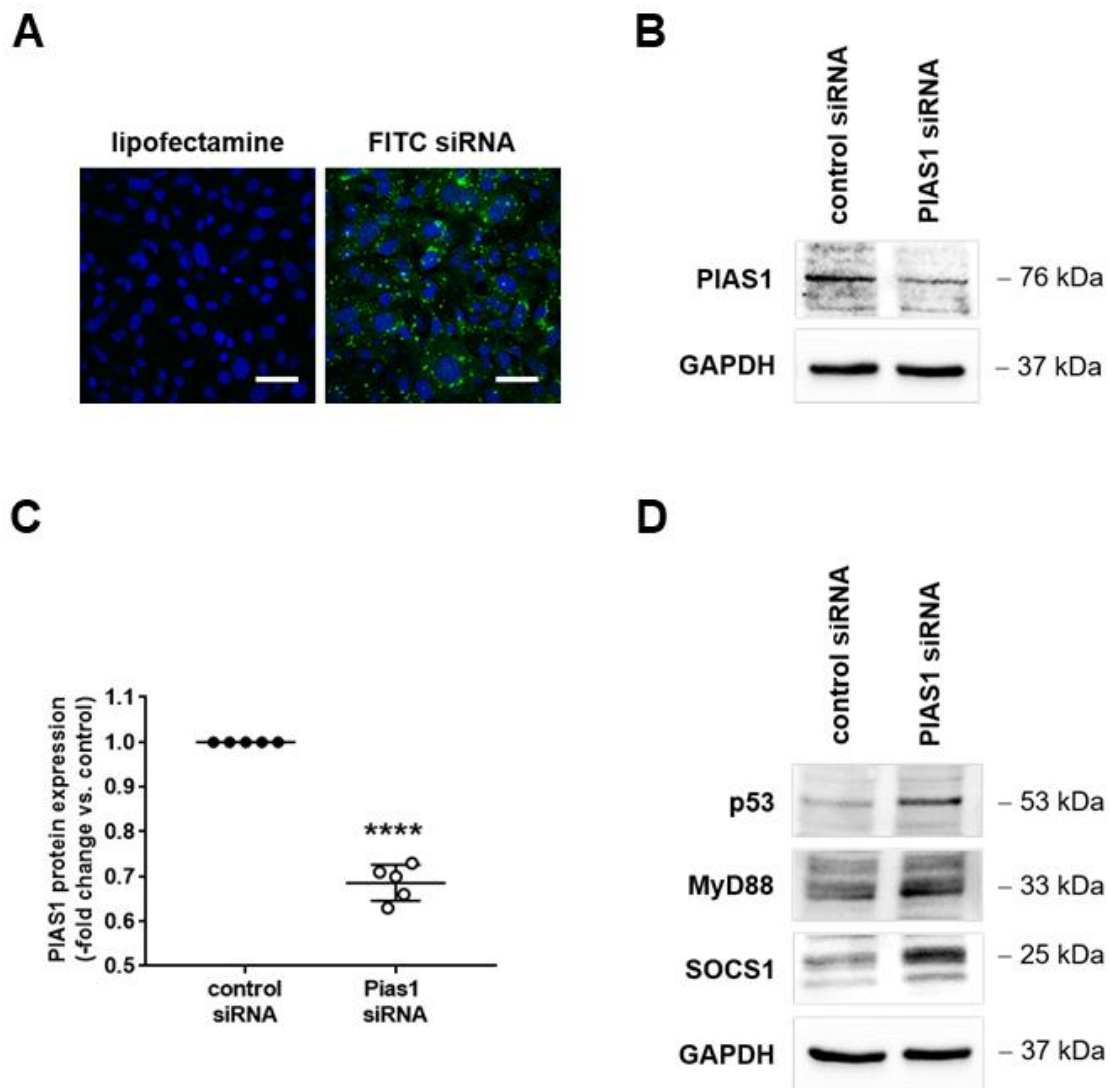 A
lipofectamine
FITC siRNA
B
control siRNA
PIAS1 siRNA
PIAS1
– 76 kDa
GAPDH
– 37 kDa
C
PIAS1 protein expression
(-fold change vs. control)
1.1
1.0
0.9
0.8
0.7
0.6
0.5
****
control
siRNA
Pias1
siRNA
D
control siRNA
PIAS1 siRNA
p53
– 53 kDa
MyD88
– 33 kDa
SOCS1
– 25 kDa
GAPDH
– 37 kDa